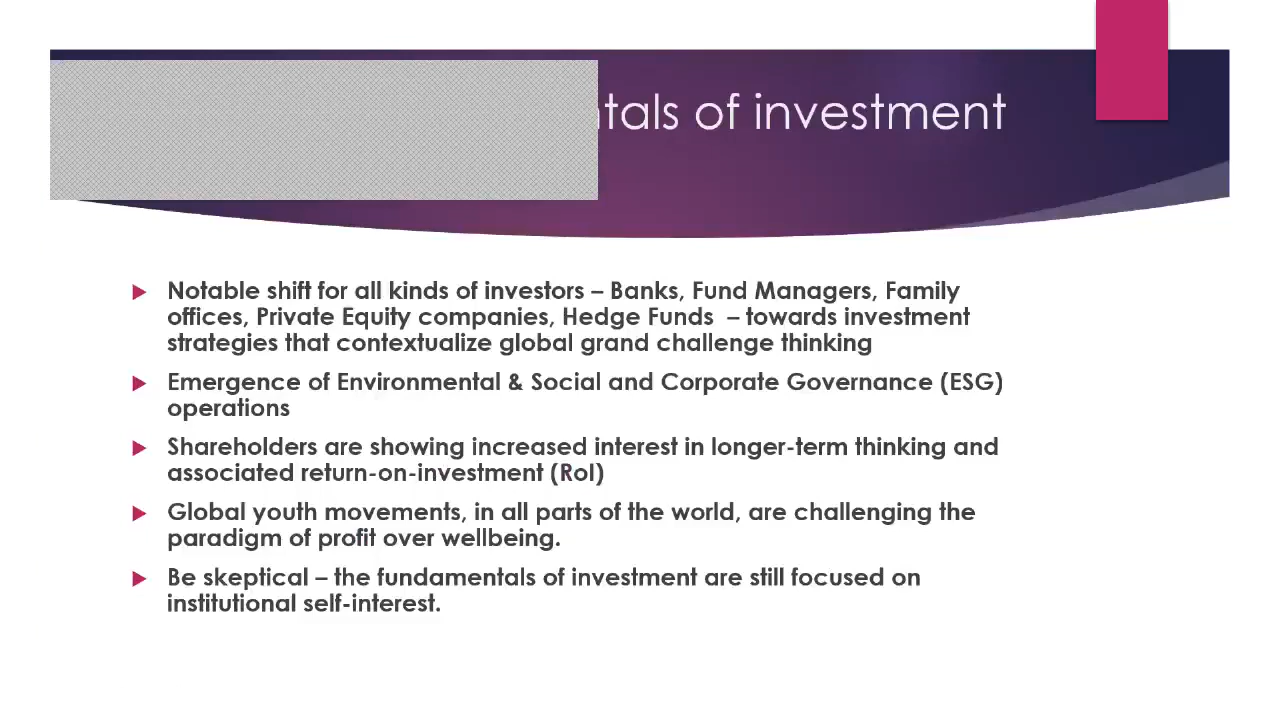 of investment
Notable shift for all kinds of investors – Banks, Fund Managers, Family
offices, Private Equity companies, Hedge Funds – towards investment
strategies that contextualize global grand challenge thinking
Emergence of Environmental & Social and Corporate Governance (ESG)
operations
Shareholders are showing increased interest in longer-term thinking and
associated return-on-investment (RoI)
Global youth movements, in all parts of the world, are challenging the
paradigm of profit over wellbeing.
Be skeptical – the fundamentals of investment are still focused on
institutional self-interest.